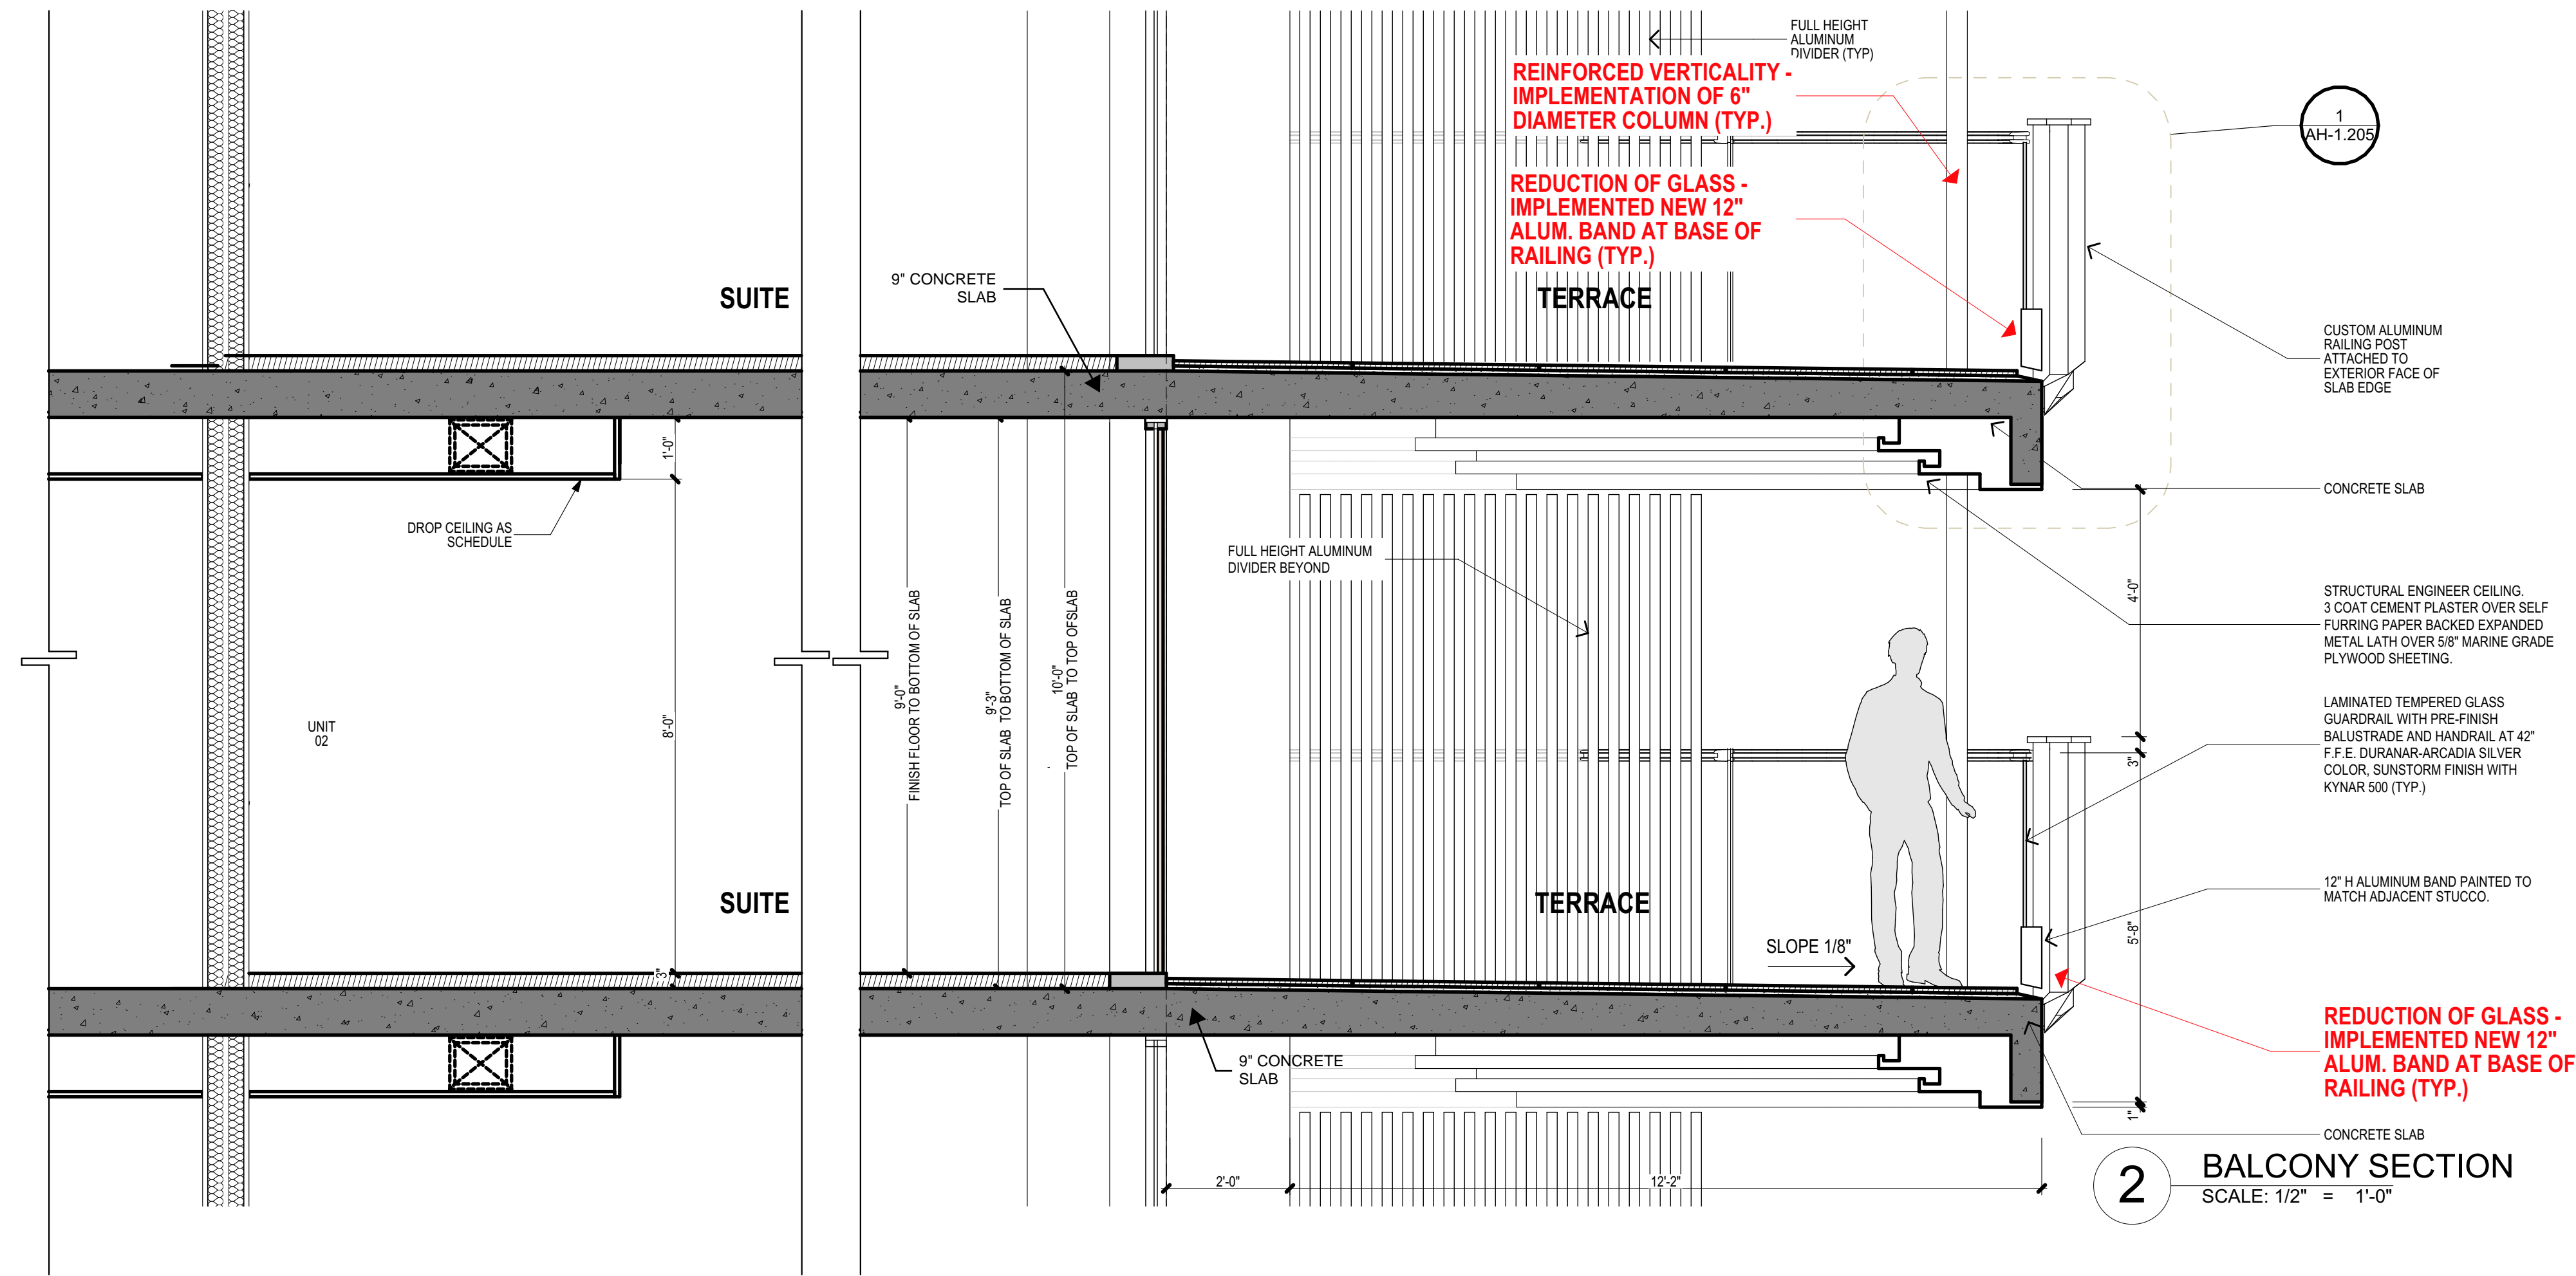 FULL HEIGHT
ALUMINUM
DIVIDER (TYP)
REINFORCED VERTICALITY -
IMPLEMENTATION OF 6"
DIAMETER COLUMN (TYP.)
1
AH-1.205
REDUCTION OF GLASS -
IMPLEMENTED NEW 12"
ALUM. BAND AT BASE OF
RAILING (TYP.)
9" CONCRETE
SLAB
SUITE
TERRACE
CUSTOM ALUMINUM
RAILING POST
ATTACHED TO
EXTERIOR FACE OF
SLAB EDGE
1'-0"
CONCRETE SLAB
DROP CEILING AS
SCHEDULE
FULL HEIGHT ALUMINUM
DIVIDER BEYOND
4'-0"
STRUCTURAL ENGINEER CEILING.
3 COAT CEMENT PLASTER OVER SELF
FURRING PAPER BACKED EXPANDED
METAL LATH OVER 5/8" MARINE GRADE
PLYWOOD SHEETING.
9'-0"
FINISH FLOOR TO BOTTOM OF SLAB
9'-3"
TOP OF SLAB TO BOTTOM OF SLAB
10'-0"
TOP OF SLAB TO TOP OFSLAB
UNIT
02
8'-0"
LAMINATED TEMPERED GLASS
GUARDRAIL WITH PRE-FINISH
BALUSTRADE AND HANDRAIL AT 42"
F.F.E. DURANAR-ARCADIA SILVER
COLOR, SUNSTORM FINISH WITH
KYNAR 500 (TYP.)
3"
SUITE
TERRACE
12" H ALUMINUM BAND PAINTED TO
MATCH ADJACENT STUCCO.
5'-8"
SLOPE 1/8"
3"
REDUCTION OF GLASS -
IMPLEMENTED NEW 12"
ALUM. BAND AT BASE OF
RAILING (TYP.)
9" CONCRETE
SLAB
1"
CONCRETE SLAB
2'-0"
12'-2"
2
BALCONY SECTION
SCALE: 1/2" = 1'-0"